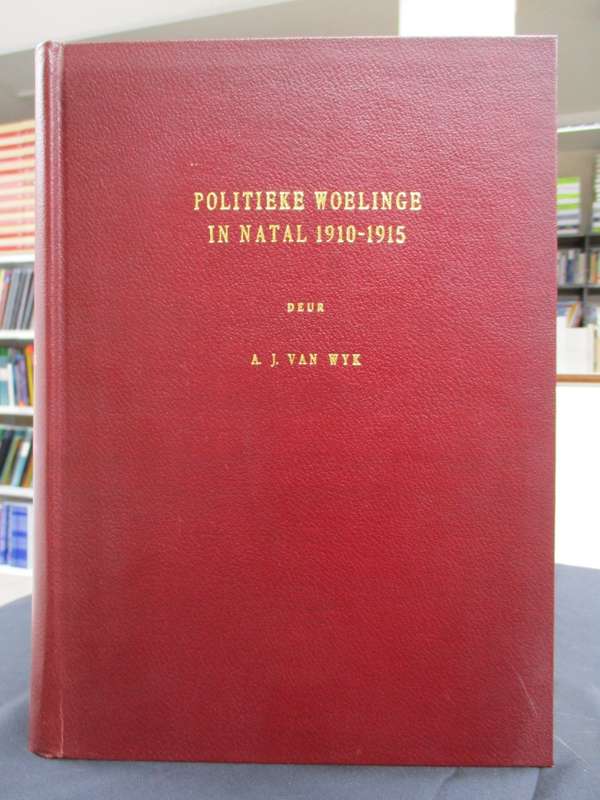 POLITIEKE WOELINGE
IN NATAL 1910-1915
DEUR
A. J. VAN WYK